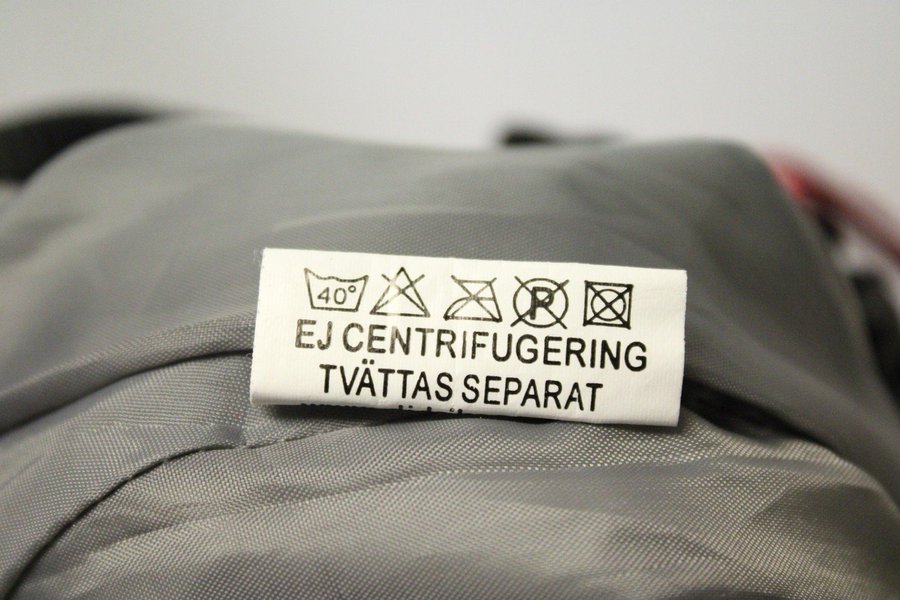 40°
P
EJ CENTRIFUGERING
TVÄTTAS SEPARAT